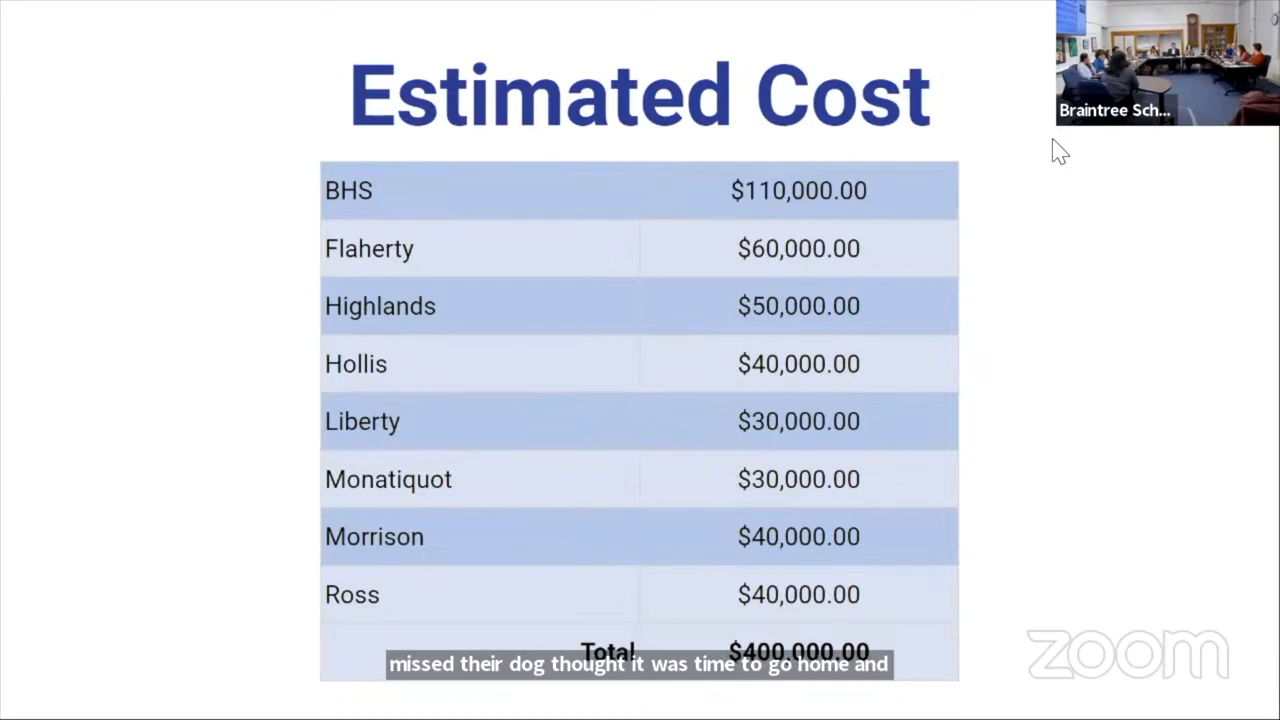 Estimated Cost
Braintree Sch...
BHS $110,000.00
Flaherty $60,000.00
Highlands $50,000.00
Hollis $40,000.00
Liberty $30,000.00
Monatiquot $30,000.00
Morrison $40,000.00
Ross $40,000.00
Total $400,000.00
missed their dog thought it was time to go home and
zoom